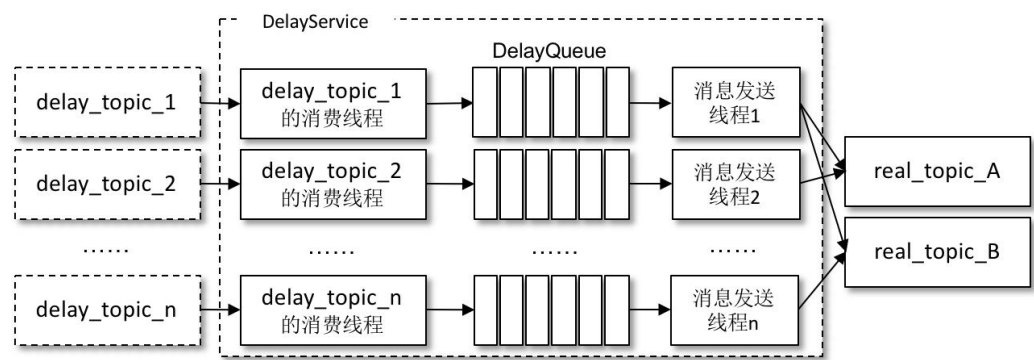 DelayService
DelayQueue
delay_topic_1
delay_topic_1
的消费线程
消息发送
线程1
delay_topic_2
delay_topic_2
的消费线程
消息发送
线程2
real_topic_A
real_topic_B
……
……
……
……
delay_topic_n
delay_topic_n
的消费线程
消息发送
线程n